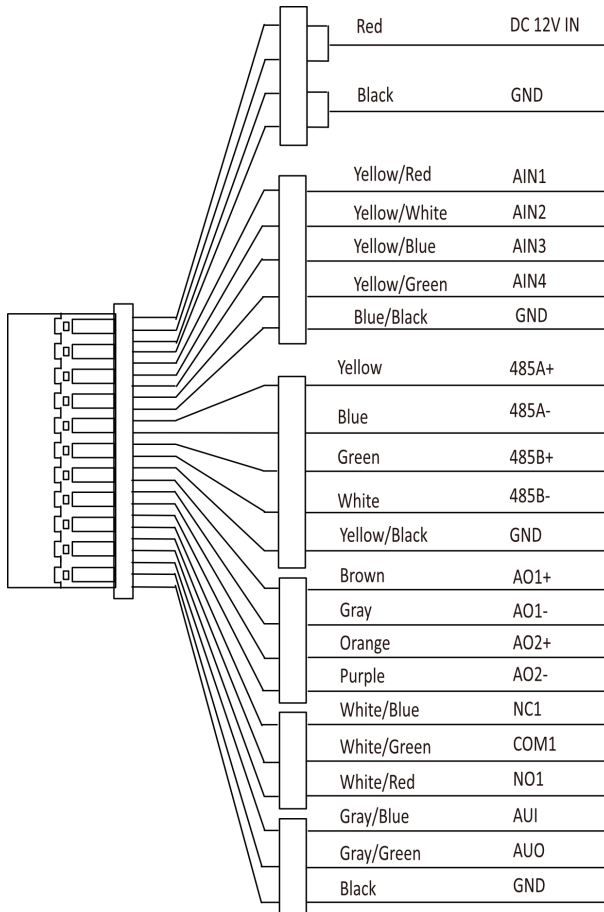 Red DC 12V IN
Black GND
Yellow/Red AIN1
Yellow/White AIN2
Yellow/Blue AIN3
Yellow/Green AIN4
Blue/Black GND
Yellow 485A+
Blue 485A-
Green 485B+
White 485B-
Yellow/Black GND
Brown AO1+
Gray AO1-
Orange AO2+
Purple AO2-
White/Blue NC1
White/Green COM1
White/Red NO1
Gray/Blue AUI
Gray/Green AUO
Black GND